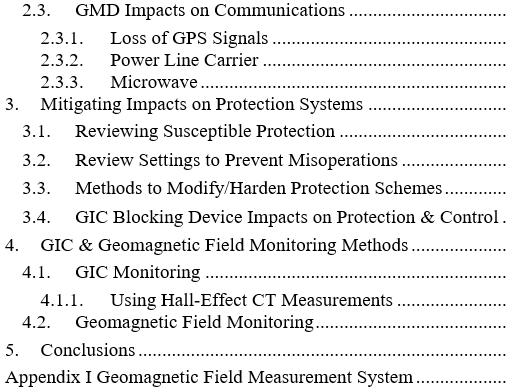 2.3. GMD Impacts on Communications ..................................
2.3.1. Loss of GPS Signals ..................................................
2.3.2. Power Line Carrier ....................................................
2.3.3. Microwave .................................................................
3. Mitigating Impacts on Protection Systems .............................
3.1. Reviewing Susceptible Protection ....................................
3.2. Review Settings to Prevent Misoperations ......................
3.3. Methods to Modify/Harden Protection Schemes .............
3.4. GIC Blocking Device Impacts on Protection & Control .
4. GIC & Geomagnetic Field Monitoring Methods ....................
4.1. GIC Monitoring ................................................................
4.1.1. Using Hall-Effect CT Measurements .......................
4.2. Geomagnetic Field Monitoring ........................................
5. Conclusions ................................................................................
Appendix I Geomagnetic Field Measurement System ...................